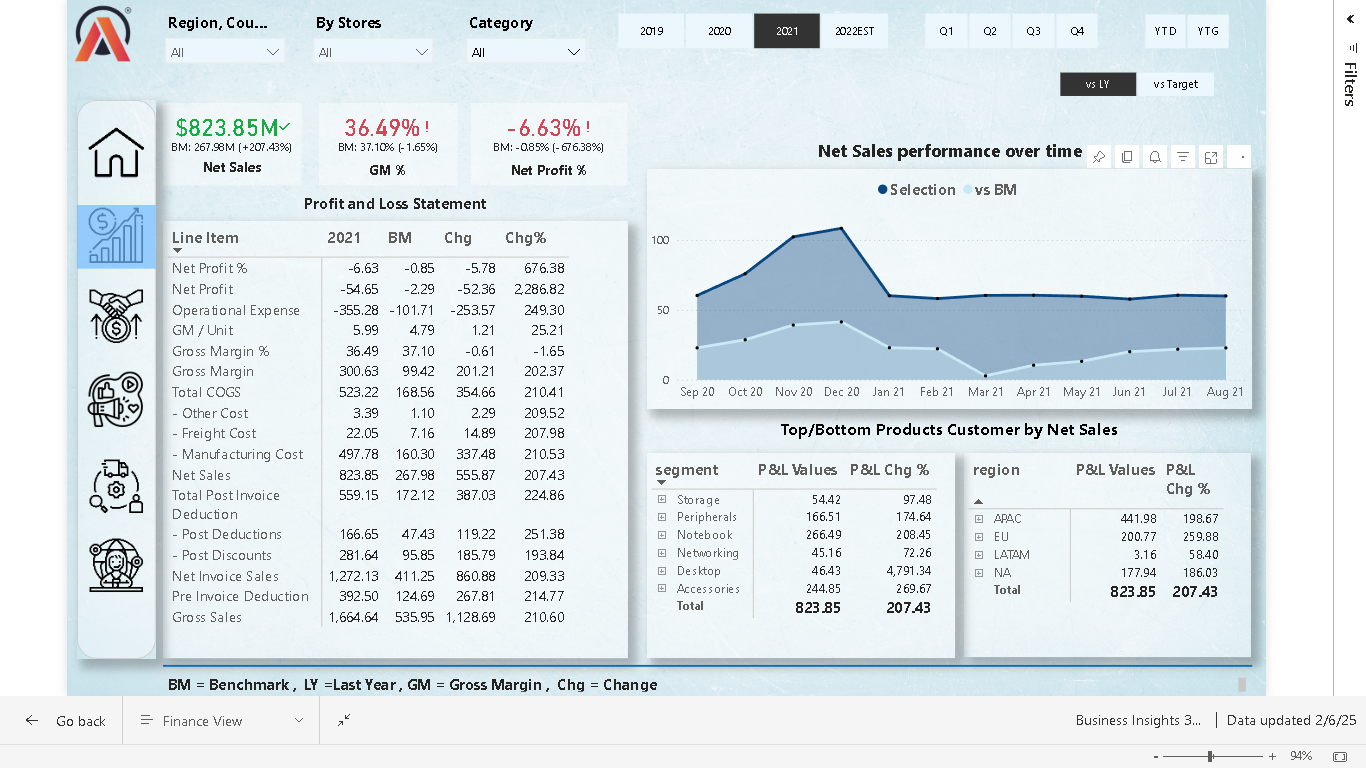 Region, Cou...
By Stores
Category
All
All
All
2019
2020
2021
2022EST
Q1
Q2
Q3
Q4
YTD
YTG
vs LY
vs Target
Filters
$823.85M
BM: 267.98M (+207.43%)
Net Sales
36.49% !
BM: 37.10% (-1.65%)
GM %
-6.63% !
BM: -0.85% (-676.38%)
Net Profit %
Profit and Loss Statement
Line Item 2021 BM Chg Chg%
Net Profit % -6.63 -0.85 -5.78 676.38
Net Profit -54.65 -2.29 -52.36 2,286.82
Operational Expense -355.28 -101.71 -253.57 249.30
GM / Unit 5.99 4.79 1.21 25.21
Gross Margin % 36.49 37.10 -0.61 -1.65
Gross Margin 300.63 99.42 201.21 202.37
Total COGS 523.22 168.56 354.66 210.41
- Other Cost 3.39 1.10 2.29 209.52
- Freight Cost 22.05 7.16 14.89 207.98
- Manufacturing Cost 497.78 160.30 337.48 210.53
Net Sales 823.85 267.98 555.87 207.43
Total Post Invoice 559.15 172.12 387.03 224.86
Deduction
- Post Deductions 166.65 47.43 119.22 251.38
- Post Discounts 281.64 95.85 185.79 193.84
Net Invoice Sales 1,272.13 411.25 860.88 209.33
Pre Invoice Deduction 392.50 124.69 267.81 214.77
Gross Sales 1,664.64 535.95 1,128.69 210.60
Net Sales performance over time
Selection vs BM
100
50
0
Sep 20 Oct 20 Nov 20 Dec 20 Jan 21 Feb 21 Mar 21 Apr 21 May 21 Jun 21 Jul 21 Aug 21
Top/Bottom Products Customer by Net Sales
segment P&L Values P&L Chg %
Storage 54.42 97.48
Peripherals 166.51 174.64
Notebook 266.49 208.45
Networking 45.16 72.26
Desktop 46.43 4,791.34
Accessories 244.85 269.67
Total 823.85 207.43
region P&L Values P&L
Chg %
APAC 441.98 198.67
EU 200.77 259.88
LATAM 3.16 58.40
NA 177.94 186.03
Total 823.85 207.43
BM = Benchmark , LY =Last Year , GM = Gross Margin , Chg = Change
Go back
Finance View
Business Insights 3... | Data updated 2/6/25
- + 94%